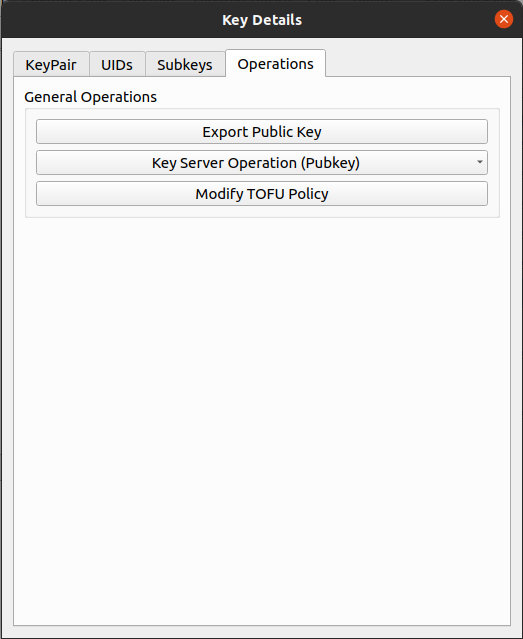 Key Details
KeyPair
UIDs
Subkeys
Operations
General Operations
Export Public Key
Key Server Operation (Pubkey)
Modify TOFU Policy